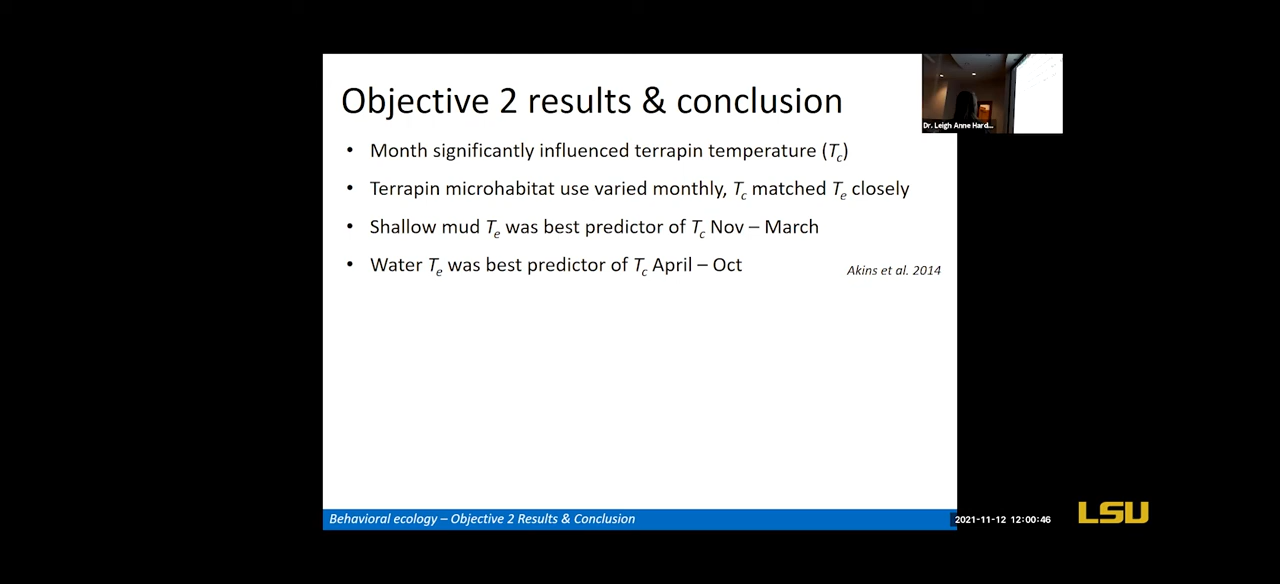 Objective 2 results & conclusion
Dr. Leigh Anne Hard...
• Month significantly influenced terrapin temperature (Tc)
• Terrapin microhabitat use varied monthly, Tc matched Te closely
• Shallow mud Te was best predictor of Tc Nov – March
• Water Te was best predictor of Tc April – Oct
Akins et al. 2014
Behavioral ecology – Objective 2 Results & Conclusion
2021-11-12 12:00:46
LSU